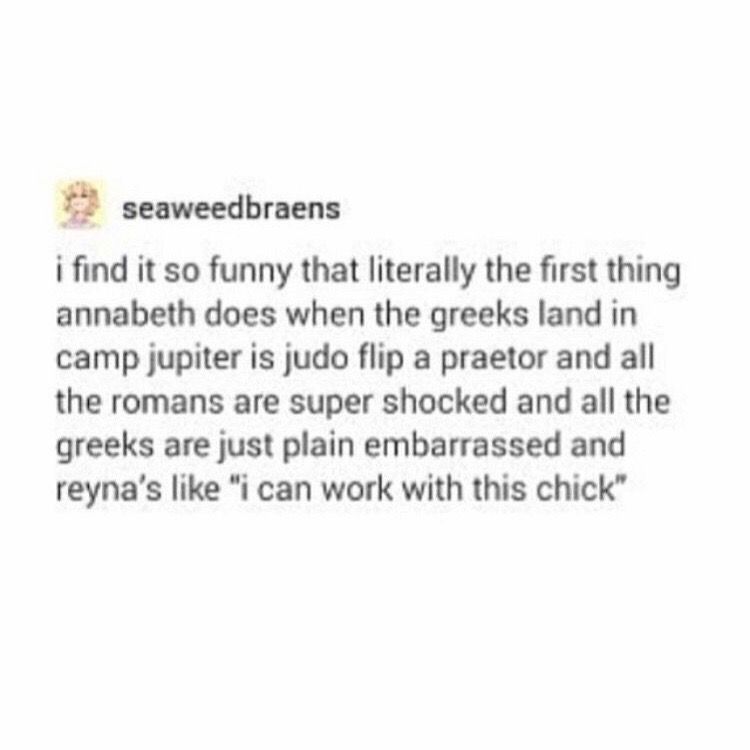 seaweedbraens
i find it so funny that literally the first thing
annabeth does when the greeks land in
camp jupiter is judo flip a praetor and all
the romans are super shocked and all the
greeks are just plain embarrassed and
reyna's like "i can work with this chick"